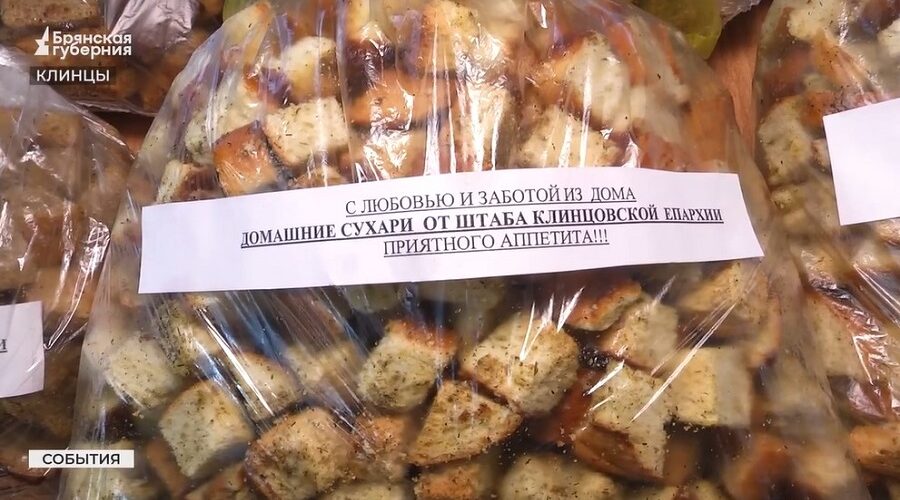 Брянская
губерния
КЛИНЦЫ
С ЛЮБОВЬЮ И ЗАБОТОЙ ИЗ ДОМА
ДОМАШНИЕ СУХАРИ ОТ ШТАБА КЛИНЦОВСКОЙ ЕПАРХИИ
ПРИЯТНОГО АППЕТИТА!!!
СОБЫТИЯ